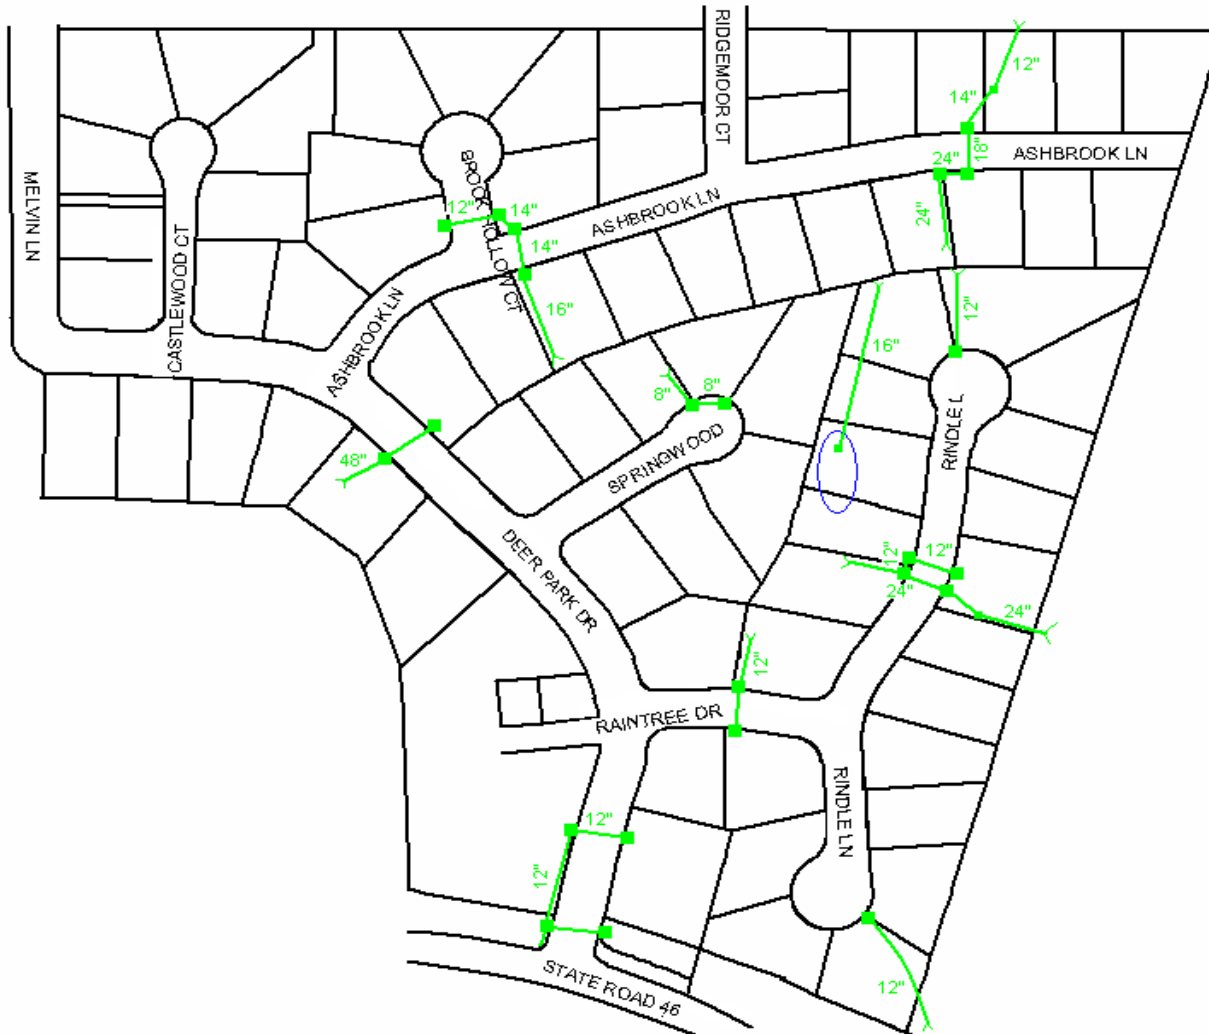 RIDGEMOOR CT
12"
14"
18"
ASHBROOK LN
24"
24"
MELVIN LN
CASTLEWOOD CT
BROOK HOLLOW CT
12"
14"
14"
16"
ASHBROOK LN
ASHBROOK LN
12"
16"
8"
8"
SPRINGWOOD
RINDLE L
48"
DEER PARK DR
12"
12"
24"
24"
12"
RAINTREE DR
RINDLE LN
12"
12"
12"
STATE ROAD 46